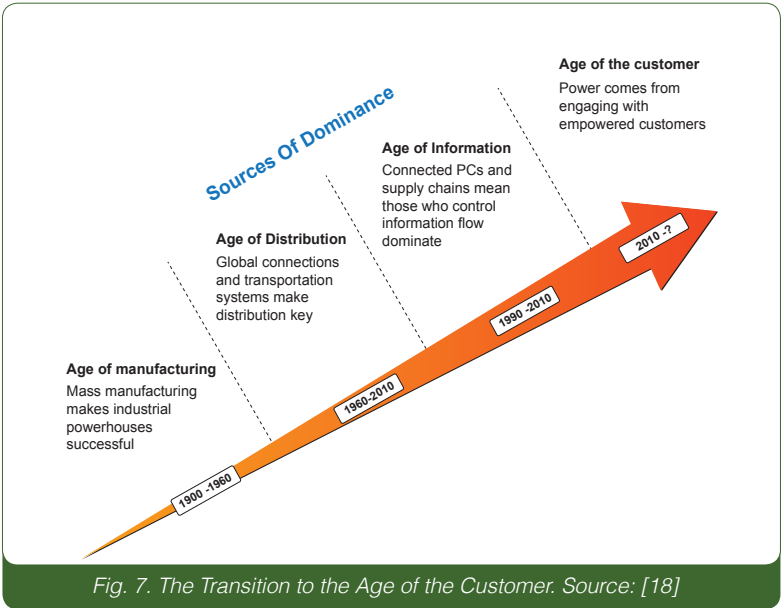 Sources Of Dominance
Age of manufacturing
Mass manufacturing
makes industrial
powerhouses
successful
1900 -1960
Age of Distribution
Global connections
and transportation
systems make
distribution key
1960-2010
Age of Information
Connected PCs and
supply chains mean
those who control
information flow
dominate
1990 -2010
Age of the customer
Power comes from
engaging with
empowered customers
2010 -?
Fig. 7. The Transition to the Age of the Customer. Source: [18]